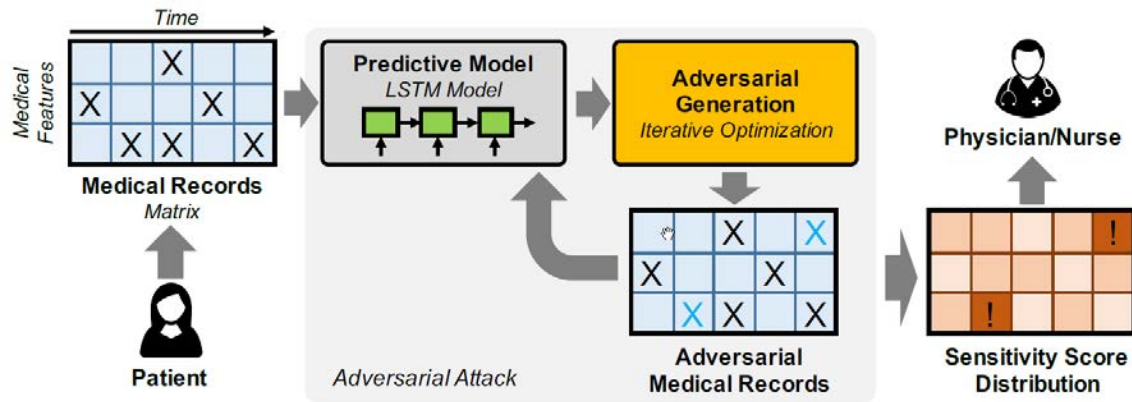 Time
Medical
Features
X
X X
X X X
Medical Records
Matrix
Patient
Predictive Model
LSTM Model
Adversarial
Generation
Iterative Optimization
X X
X X
X X X
Adversarial
Medical Records
Adversarial Attack
Physician/Nurse
!
!
Sensitivity Score
Distribution